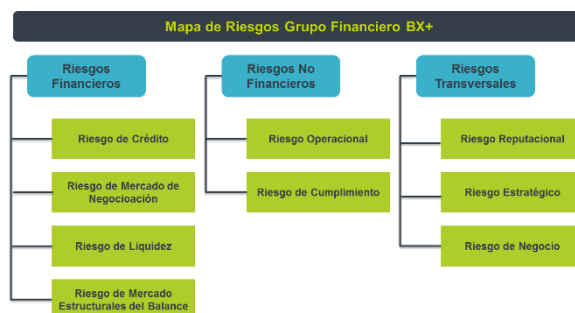 Mapa de Riesgos Grupo Financiero BX+
Riesgos
Financieros
Riesgo de Crédito
Riesgo de Mercado de
Negocioación
Riesgo de Liquidez
Riesgo de Mercado
Estructurales del Balance
Riesgos No
Financieros
Riesgo Operacional
Riesgo de Cumplimiento
Riesgos
Transversales
Riesgo Reputacional
Riesgo Estratégico
Riesgo de Negocio